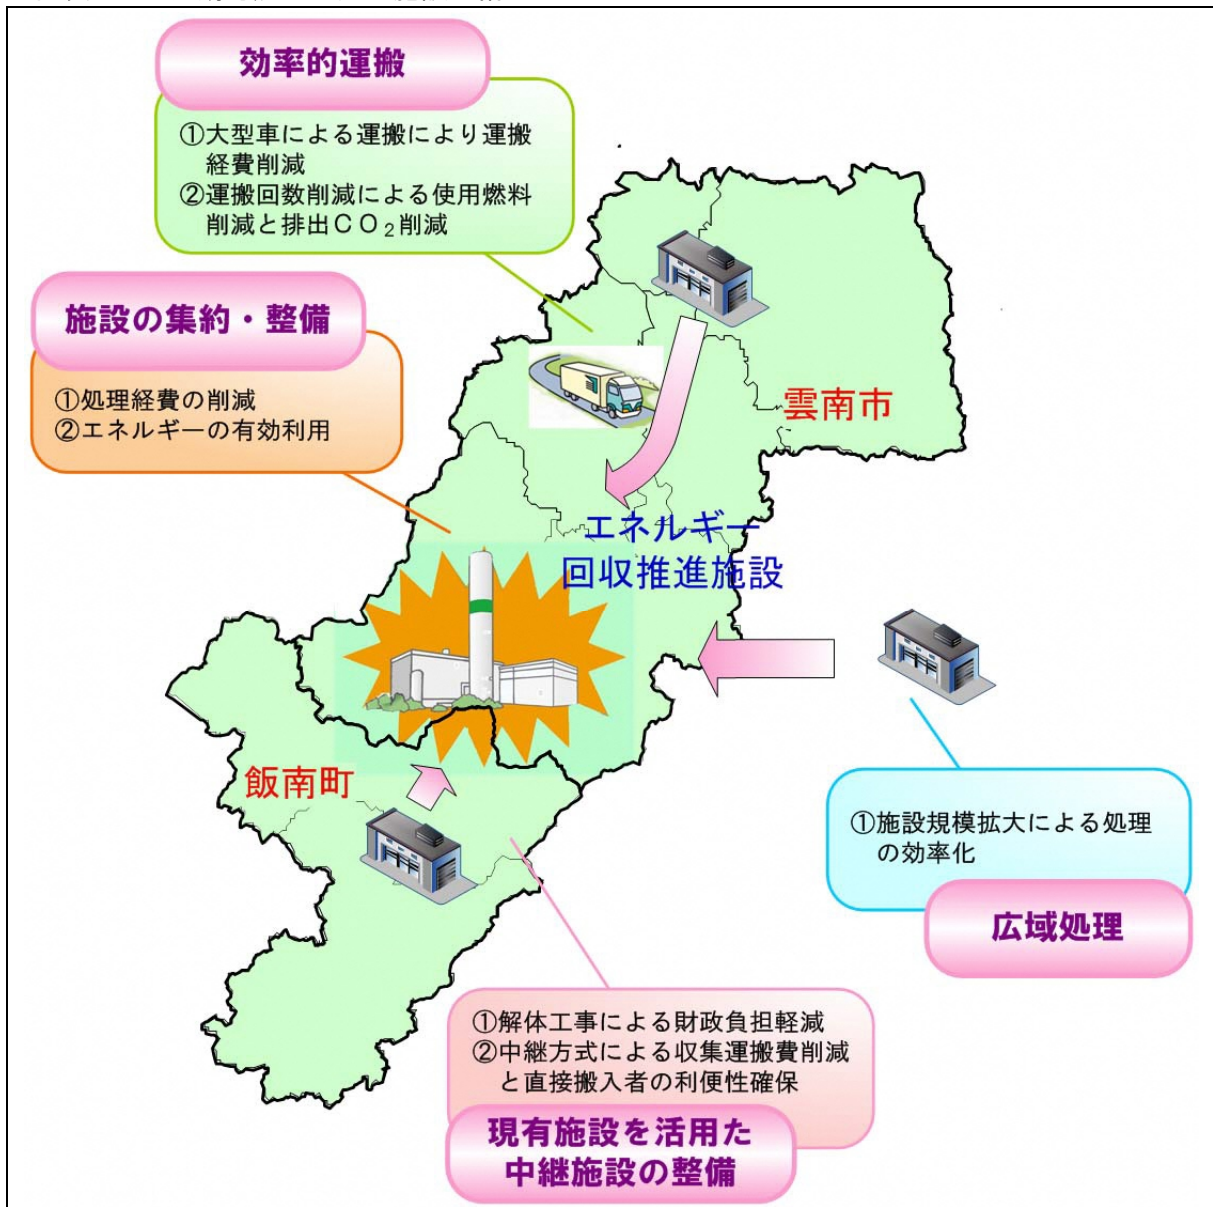 効率的運搬
①大型車による運搬により運搬
経費削減
②運搬回数削減による使用燃料
削減と排出CO₂削減
施設の集約・整備
①処理経費の削減
②エネルギーの有効利用
雲南市
エネルギー
回収推進施設
飯南町
①施設規模拡大による処理
の効率化
広域処理
①解体工事による財政負担軽減
②中継方式による収集運搬費削減
と直接搬入者の利便性確保
現有施設を活用た
中継施設の整備